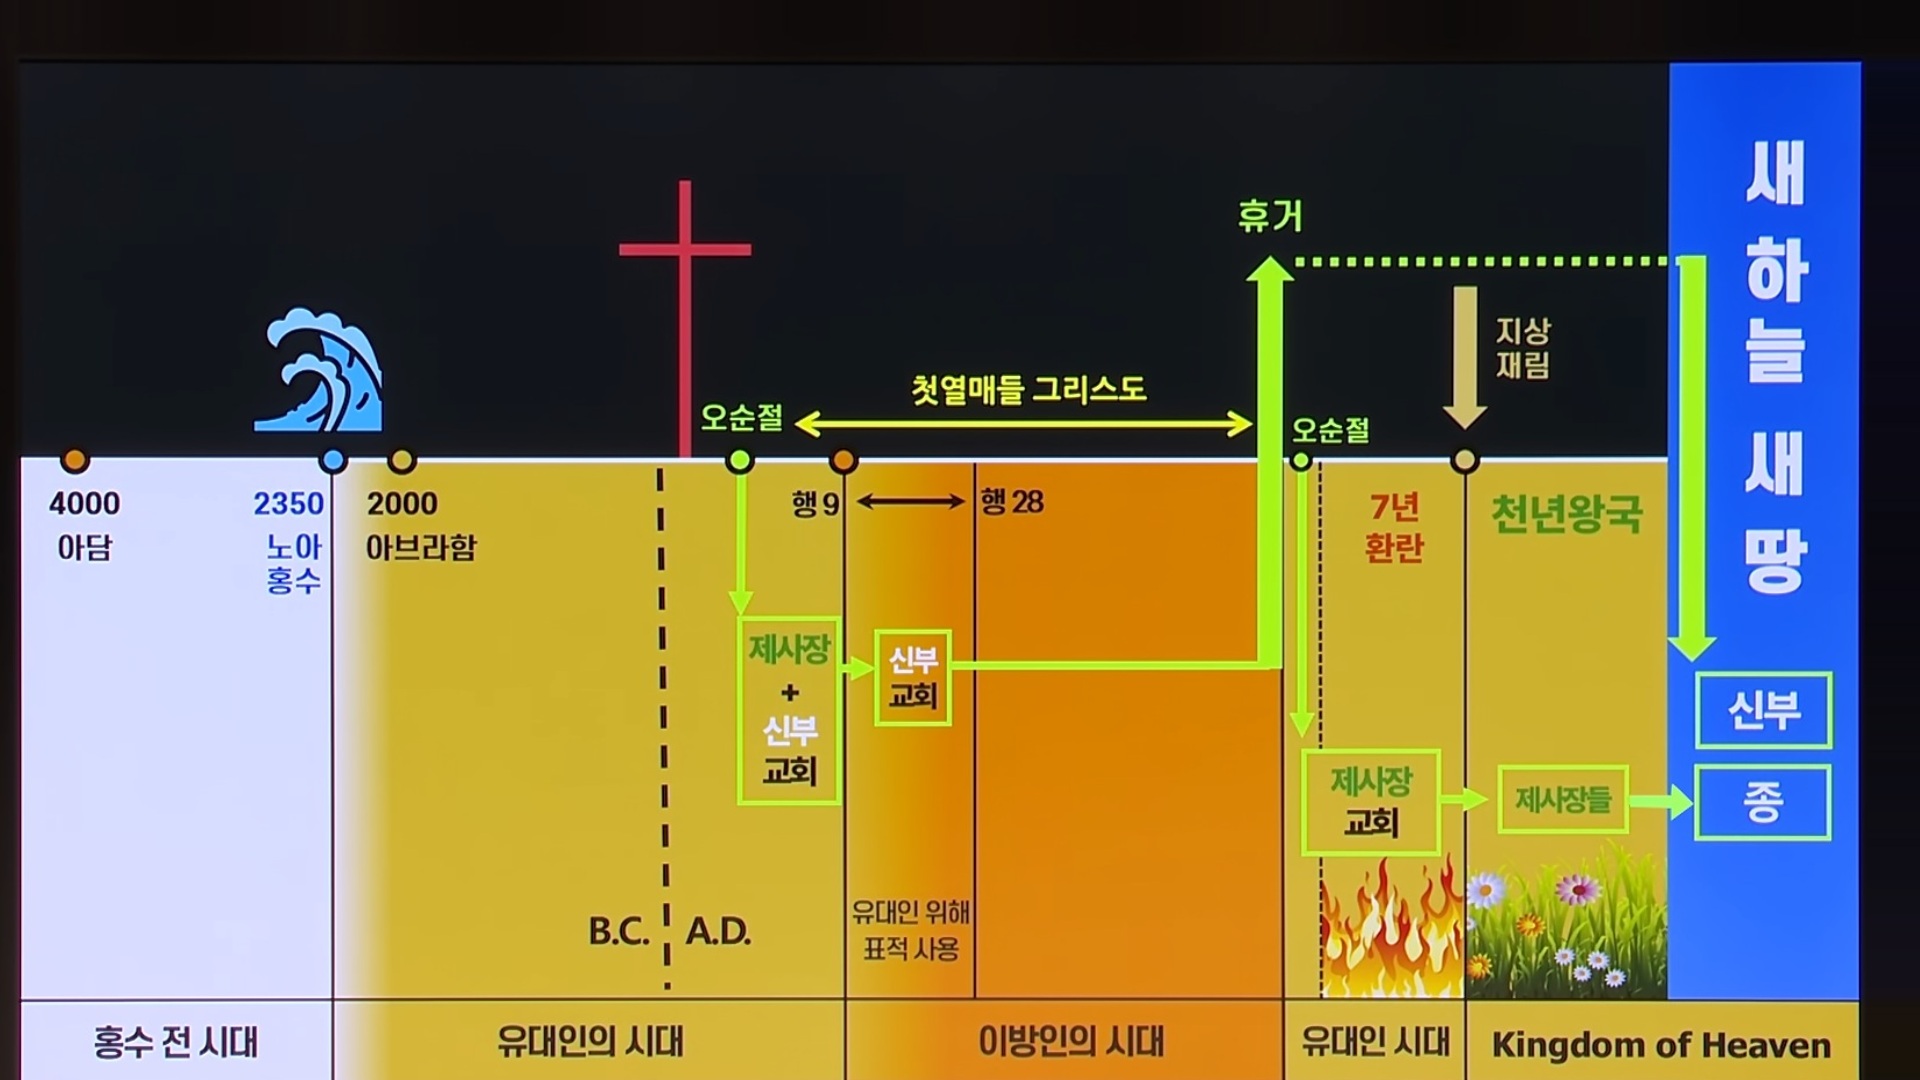 휴거
새
하
늘
새
땅
지상
재림
첫열매들 그리스도
오순절
오순절
4000
아담
2350
노아
홍수
2000
아브라함
행 9
행 28
7년
환란
천년왕국
제사장
+
신부
교회
신부
교회
신부
제사장
교회
제사장들
종
B.C.
A.D.
유대인 위해
표적 사용
홍수 전 시대
유대인의 시대
이방인의 시대
유대인 시대
Kingdom of Heaven